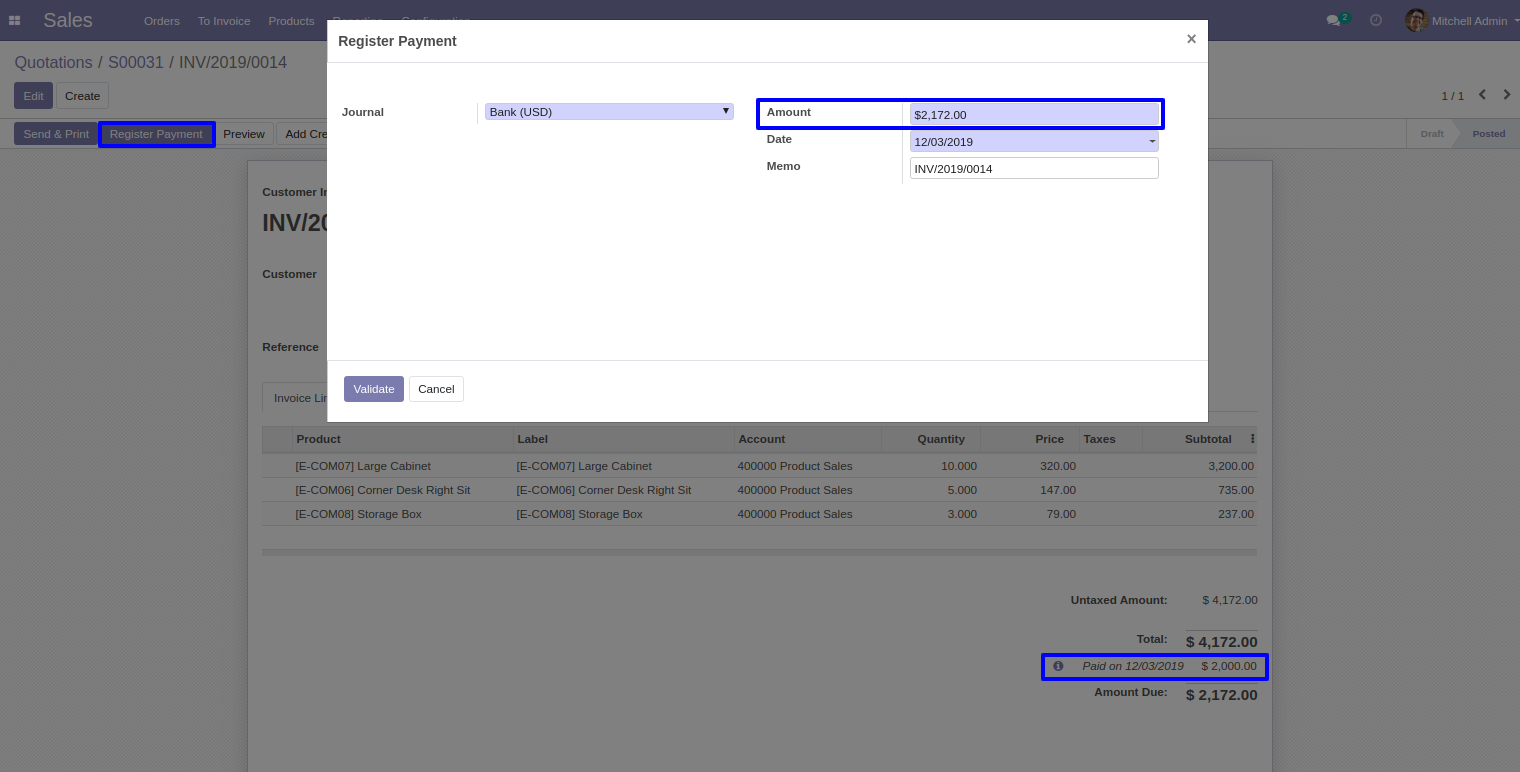 Sales Orders To Invoice Products Reporting Configuration 2 Mitchell Admin
Register Payment ×
Quotations / S00031 / INV/2019/0014
Edit Create 1 / 1
Journal Bank (USD) Amount $2,172.00
Send & Print Register Payment Preview Add Cre Draft Posted
Date 12/03/2019
Memo INV/2019/0014
Customer In
INV/20
Customer
Reference
Validate Cancel
Invoice Lin
Product Label Account Quantity Price Taxes Subtotal
[E-COM07] Large Cabinet [E-COM07] Large Cabinet 400000 Product Sales 10.000 320.00 3,200.00
[E-COM06] Corner Desk Right Sit [E-COM06] Corner Desk Right Sit 400000 Product Sales 5.000 147.00 735.00
[E-COM08] Storage Box [E-COM08] Storage Box 400000 Product Sales 3.000 79.00 237.00
Untaxed Amount: $ 4,172.00
Total: $ 4,172.00
Paid on 12/03/2019 $ 2,000.00
Amount Due: $ 2,172.00